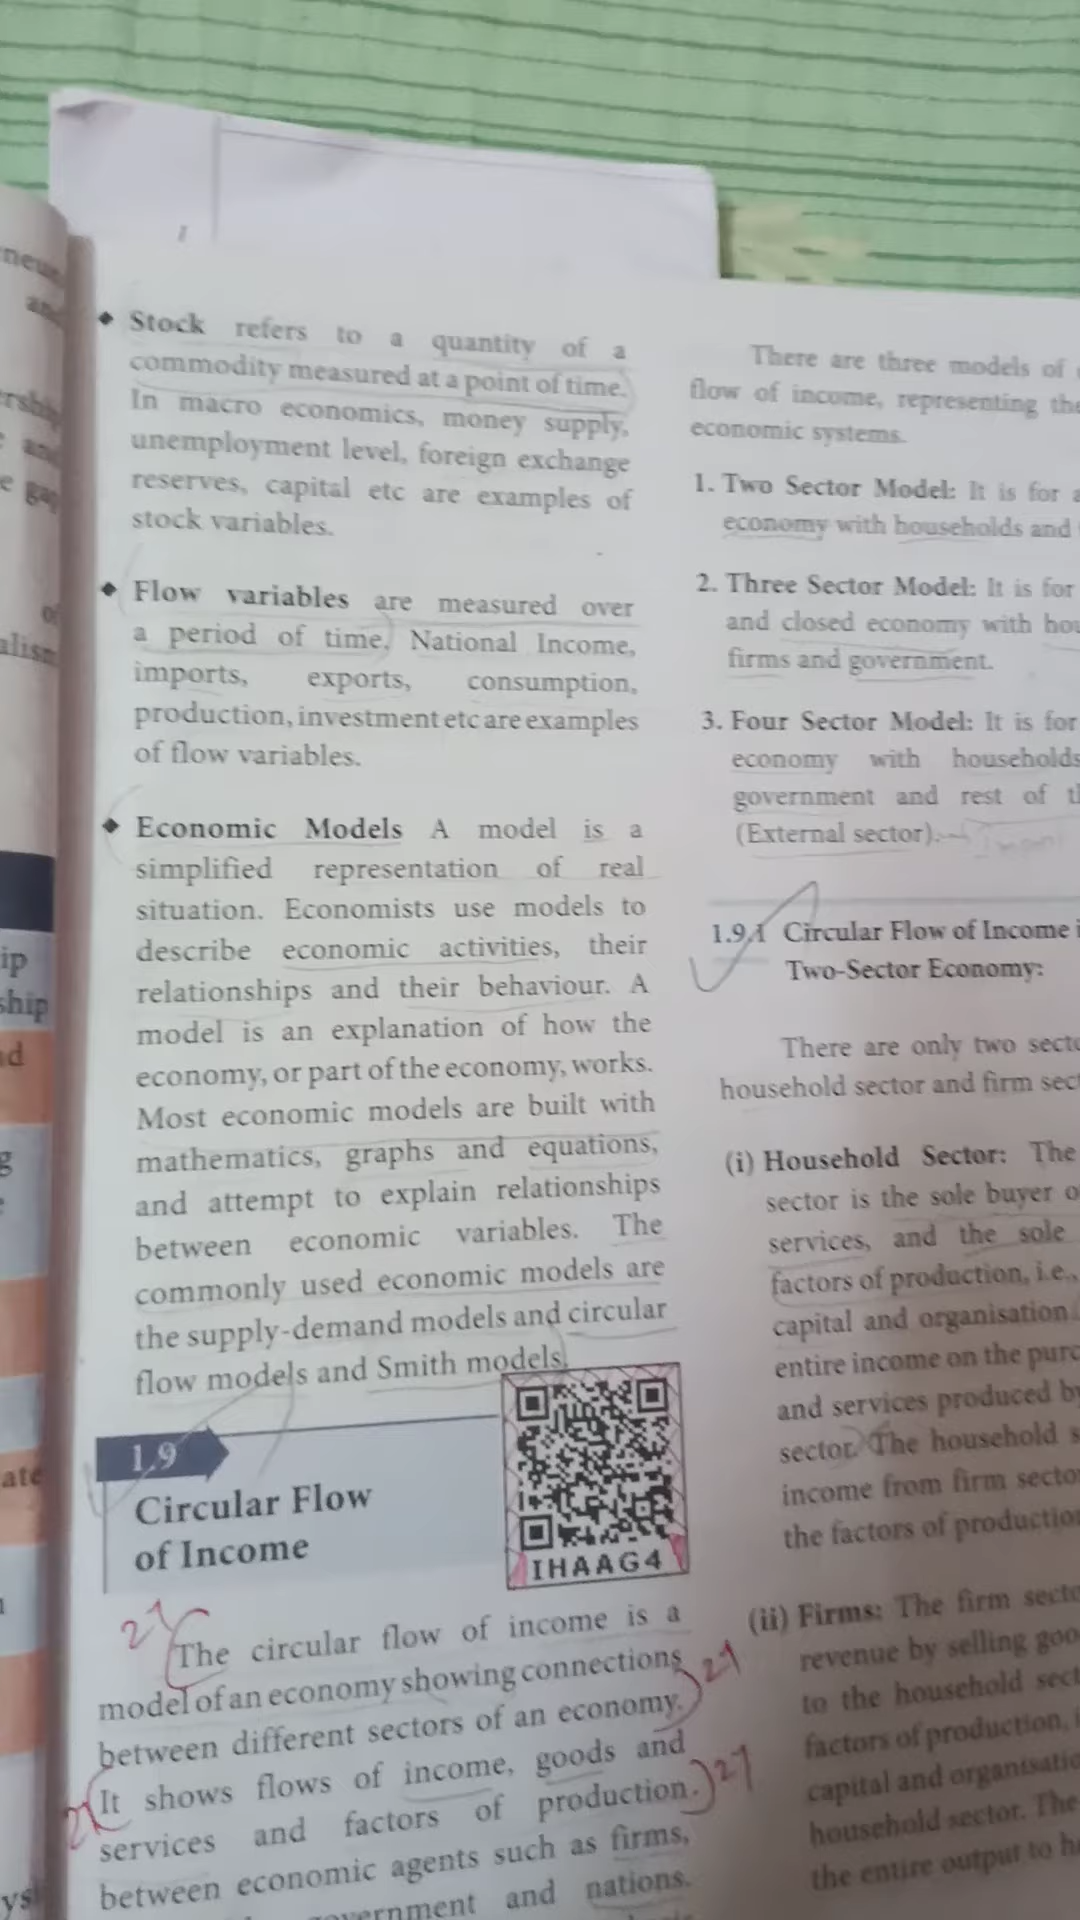 Stock refers to a quantity of a
commodity measured at a point of time.
In macro economics, money supply,
unemployment level, foreign exchange
reserves, capital etc are examples of
stock variables.
Flow variables are measured over
a period of time. National Income,
imports, exports, consumption,
production, investment etc are examples
of flow variables.
Economic Models A model is a
simplified representation of real
situation. Economists use models to
describe economic activities, their
relationships and their behaviour. A
model is an explanation of how the
economy, or part of the economy, works.
Most economic models are built with
mathematics, graphs and equations,
and attempt to explain relationships
between economic variables. The
commonly used economic models are
the supply-demand models and circular
flow models and Smith models.
1.9
Circular Flow
of Income
IHAAG4
The circular flow of income is a
model of an economy showing connections
between different sectors of an economy.
It shows flows of income, goods and
services and factors of production
between economic agents such as firms,
and nations.
There are three models of
flow of income, representing
economic systems.
1. Two Sector Model: It is for
economy with households and
2. Three Sector Model: It is for
and closed economy with
firms and government.
3. Four Sector Model: It is for
economy with households
government and rest of
(External sector).
1.9.1 Circular Flow of Income
Two-Sector Economy:
There are only two
household sector and firm
(i) Household Sector: The
sector is the sole buyer
services, and the sole
factors of production, i.e.,
capital and organisation.
entire income on the
and services produced
sector. The household
income from firm
the factors of
(ii) Firms: The firm
revenue by selling
to the household
factors of production,
capital and
household sector. The
the entire output to